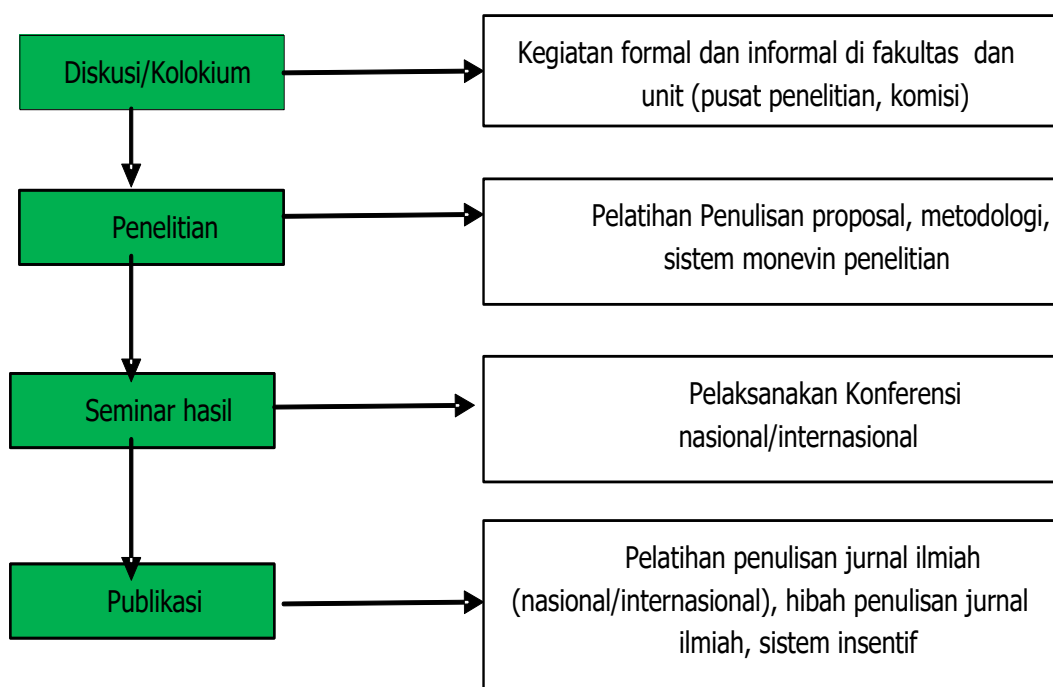 Diskusi/Kolokium
Kegiatan formal dan informal di fakultas dan
unit (pusat penelitian, komisi)
Penelitian
Pelatihan Penulisan proposal, metodologi,
sistem monevin penelitian
Seminar hasil
Pelaksanakan Konferensi
nasional/internasional
Publikasi
Pelatihan penulisan jurnal ilmiah
(nasional/internasional), hibah penulisan jurnal
ilmiah, sistem insentif